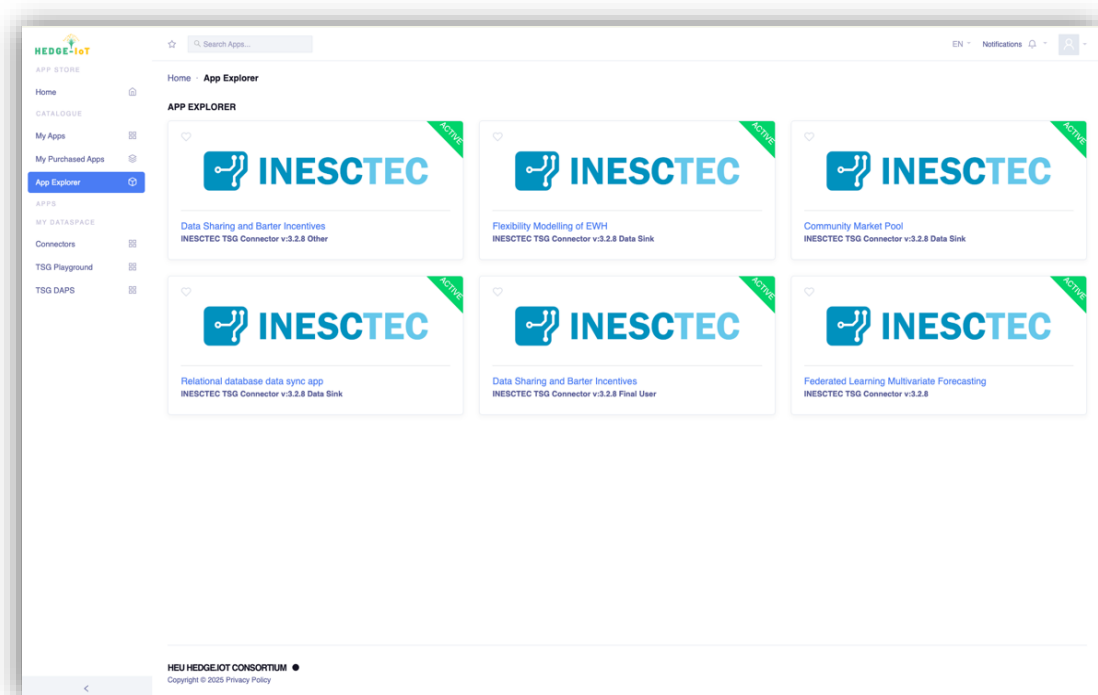 HEDGE-IoT
APP STORE
Home
CATALOGUE
My Apps
My Purchased Apps
App Explorer
APPS
MY DATASPACE
Connectors
TSG Playground
TSG DAPS
Search Apps...
EN
Notifications
Home - App Explorer
APP EXPLORER
ACTIVE
INESCTEC
Data Sharing and Barter Incentives
INESCTEC TSG Connector v:3.2.8 Other
ACTIVE
INESCTEC
Flexibility Modelling of EWH
INESCTEC TSG Connector v:3.2.8 Data Sink
ACTIVE
INESCTEC
Community Market Pool
INESCTEC TSG Connector v:3.2.8 Data Sink
ACTIVE
INESCTEC
Relational database data sync app
INESCTEC TSG Connector v:3.2.8 Data Sink
ACTIVE
INESCTEC
Data Sharing and Barter Incentives
INESCTEC TSG Connector v:3.2.8 Final User
ACTIVE
INESCTEC
Federated Learning Multivariate Forecasting
INESCTEC TSG Connector v:3.2.8
HEU HEDGE.IOT CONSORTIUM
Copyright © 2025 Privacy Policy